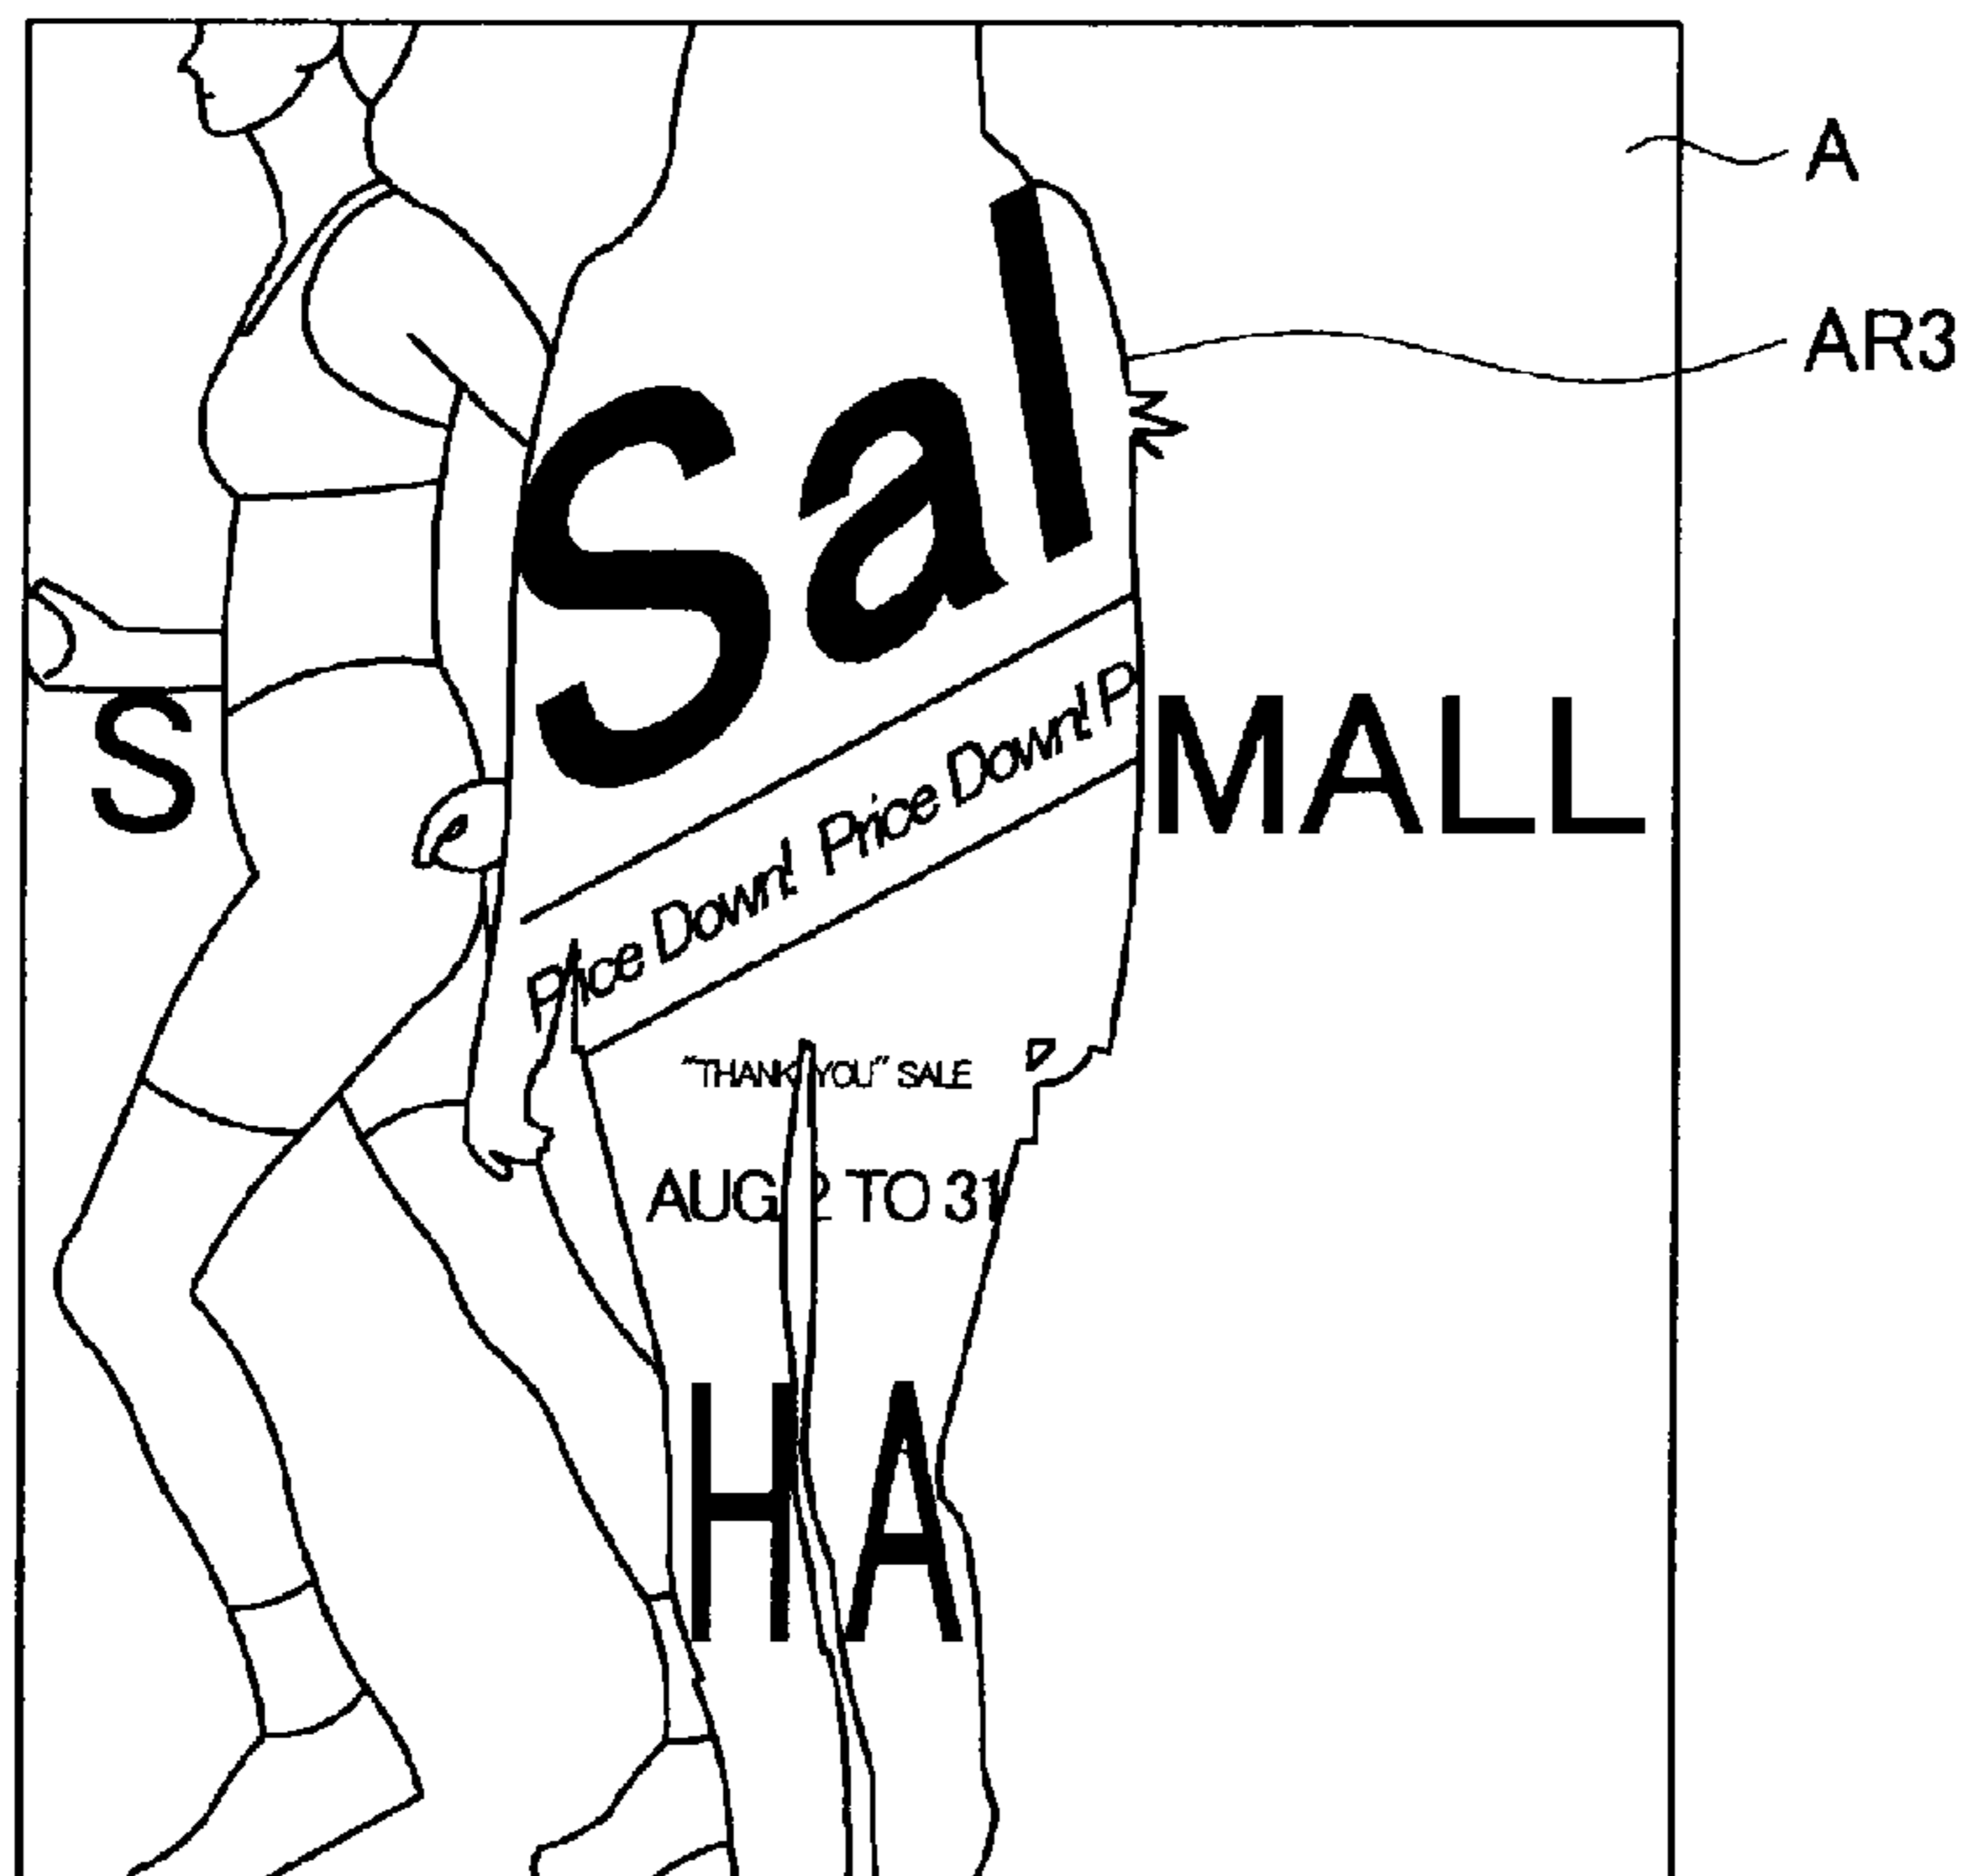 A
AR3
Sal
S MALL
Price Down! Price Down! P
"THANK YOU" SALE
AUG 2 TO 31
HA